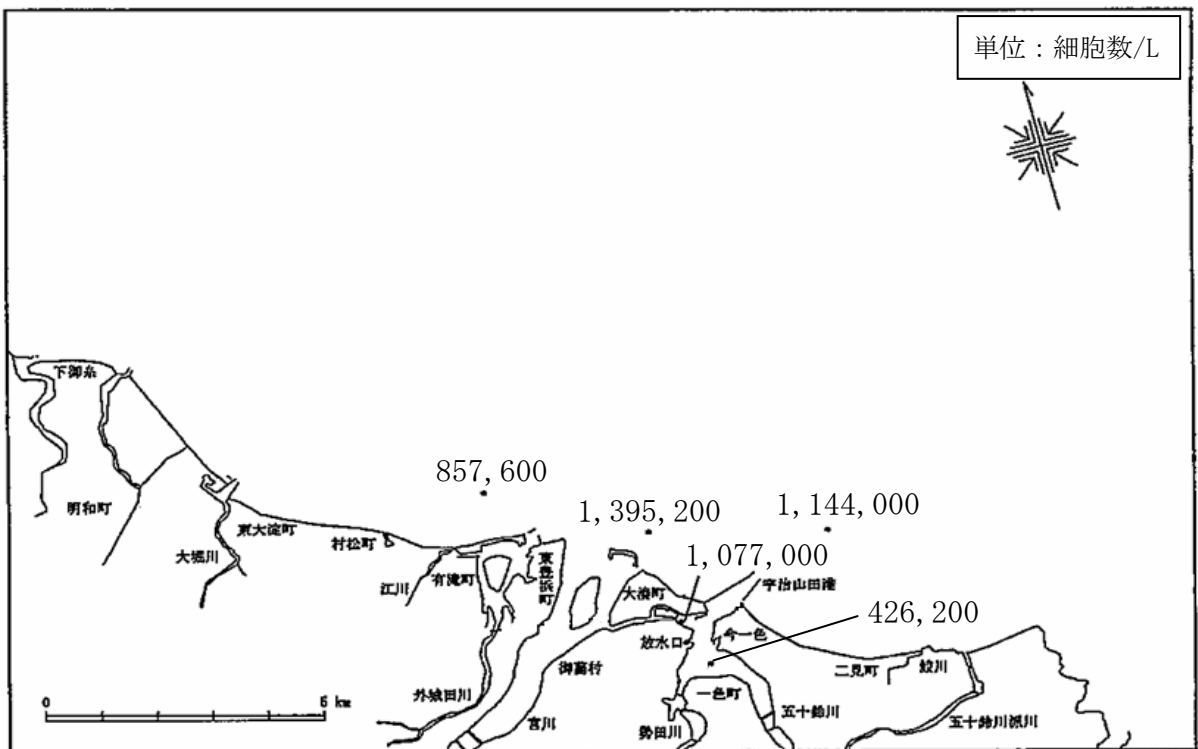 単位：細胞数/L
下御糸
857,600
明和町
1,395,200
1,144,000
東大淀町
村松町
大堀川
1,077,000
江川
有滝町
東豊浜町
大湊町
宇治山田港
426,200
放水口
今一色
御薗村
二見町
外城田川
一色町
宮川
勢田川
五十鈴川
五十鈴川派川
0
5 km